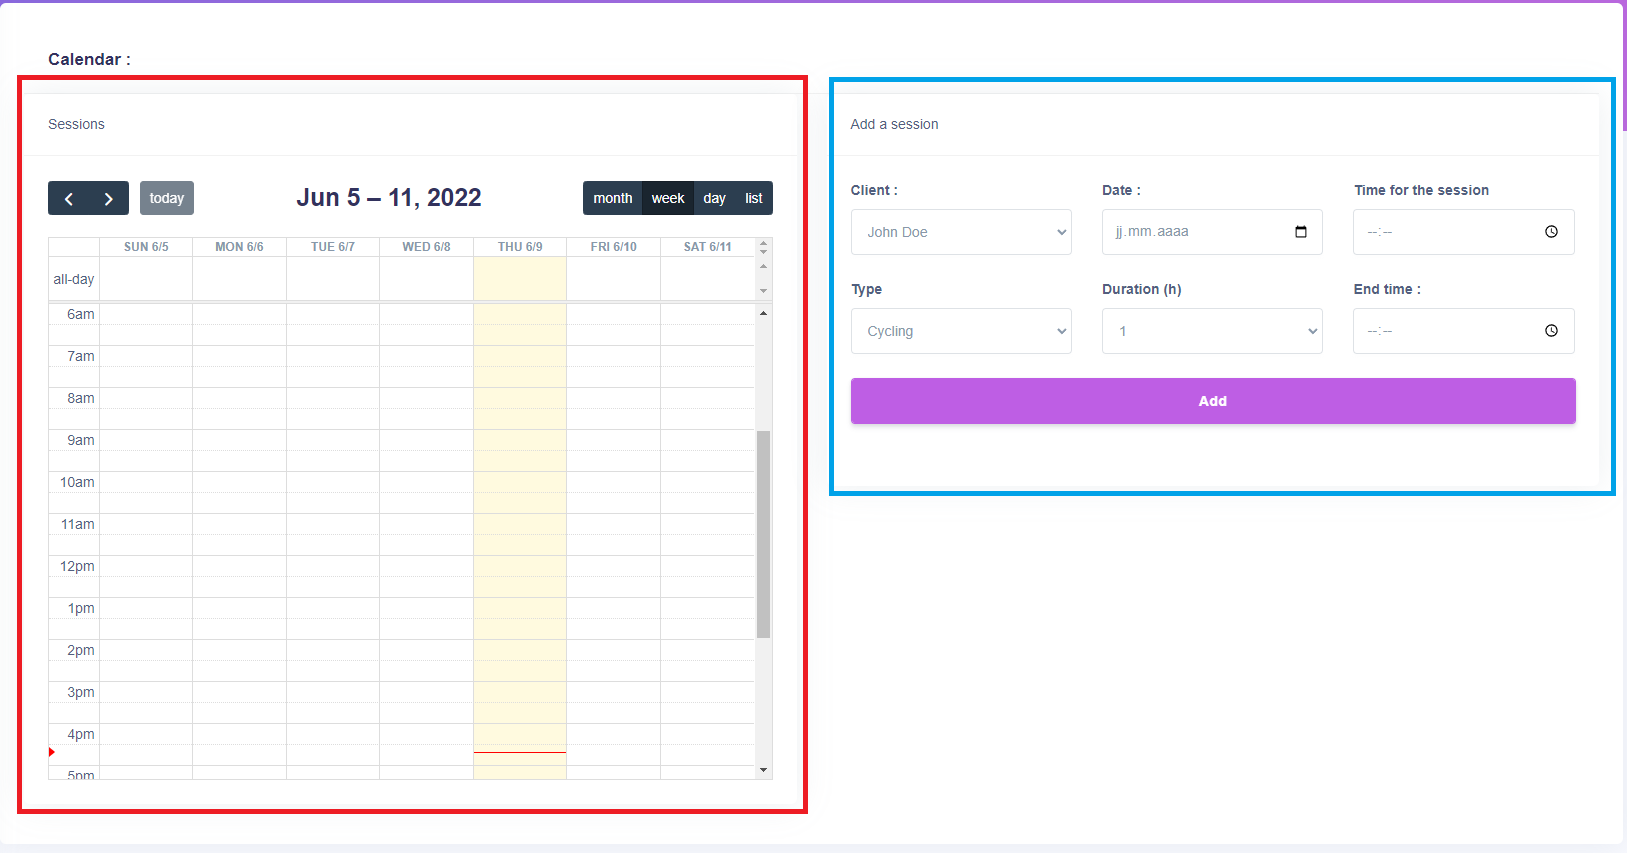 Calendar :
Sessions
today
Jun 5 – 11, 2022
month week day list
SUN 6/5 MON 6/6 TUE 6/7 WED 6/8 THU 6/9 FRI 6/10 SAT 6/11
all-day
6am
7am
8am
9am
10am
11am
12pm
1pm
2pm
3pm
4pm
5pm
Add a session
Client : Date : Time for the session
John Doe jj.mm.aaaa --:--
Type Duration (h) End time :
Cycling 1 --:--
Add